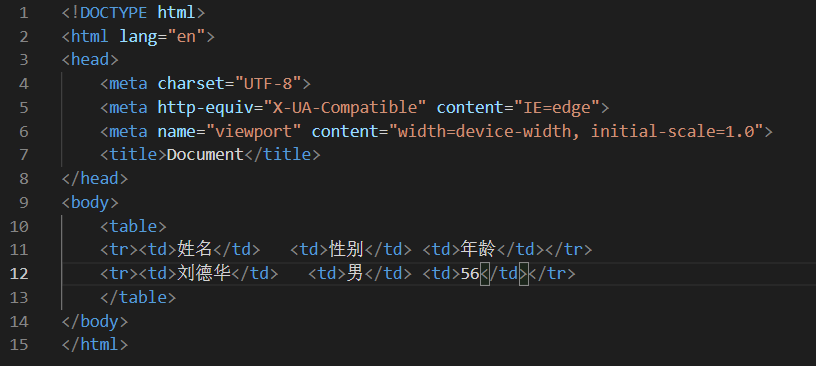 1 <!DOCTYPE html>
2 <html lang="en">
3 <head>
4     <meta charset="UTF-8">
5     <meta http-equiv="X-UA-Compatible" content="IE=edge">
6     <meta name="viewport" content="width=device-width, initial-scale=1.0">
7     <title>Document</title>
8 </head>
9 <body>
10     <table>
11     <tr><td>姓名</td>   <td>性别</td> <td>年龄</td></tr>
12     <tr><td>刘德华</td>   <td>男</td> <td>56</td></tr>
13     </table>
14 </body>
15 </html>